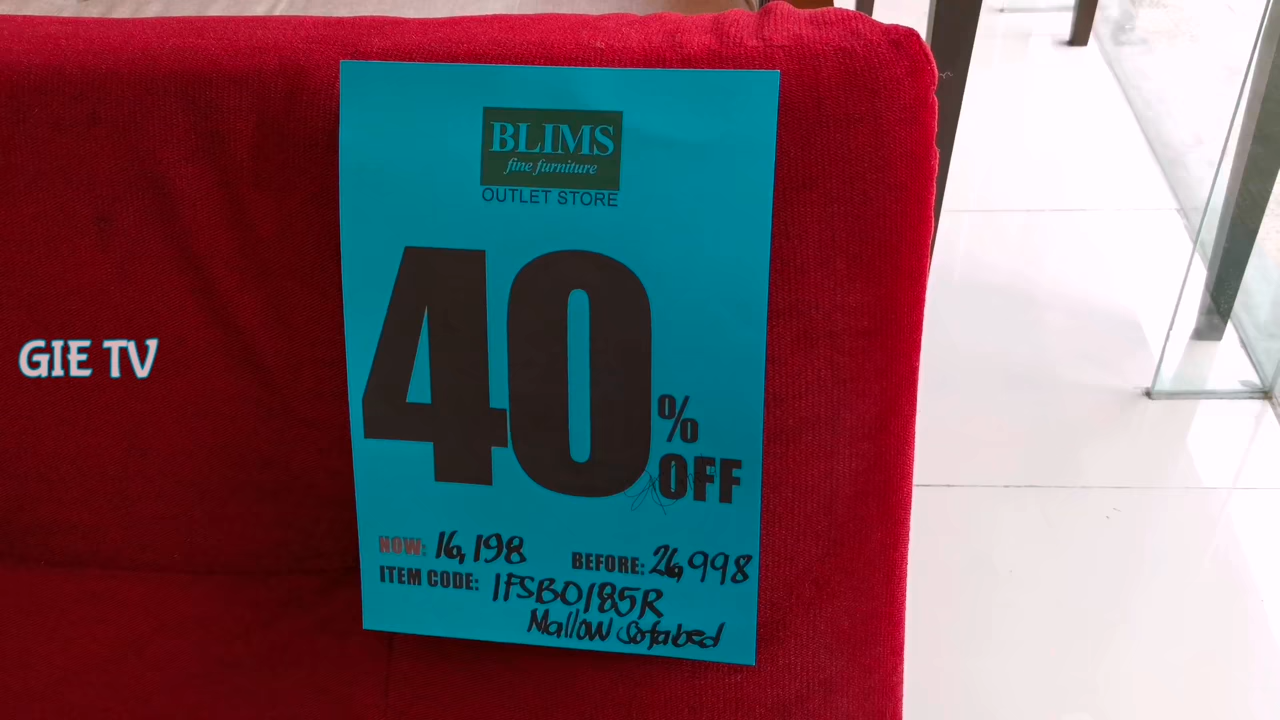 BLIMS
fine furniture
OUTLET STORE
40%
OFF
NOW: 16,198 BEFORE: 26,998
ITEM CODE: 1FSB0185R
Mallow Sofabed
GIE TV